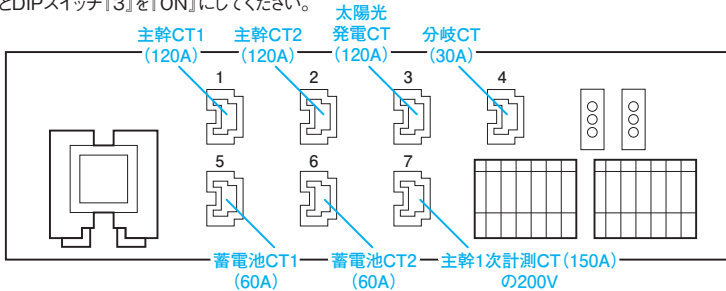 とDIPスイッチ『3』を『ON』にしてください。
主幹CT1
(120A)
主幹CT2
(120A)
太陽光
発電CT
(120A)
分岐CT
(30A)
1
2
3
4
5
6
7
蓄電池CT1
(60A)
蓄電池CT2
(60A)
主幹1次計測CT(150A)
の200V